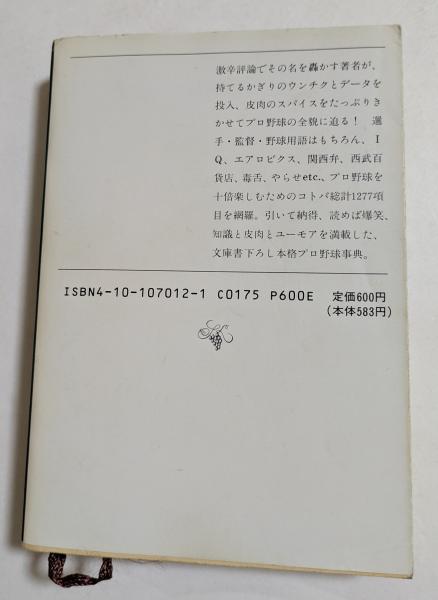 激辛評論でその名を轟かす著者が、
持てるかぎりのウンチクとデータを
投入、皮肉のスパイスをたっぷりき
かせてプロ野球の全貌に迫る！　選
手・監督・野球用語はもちろん、Ｉ
Ｑ、エアロビクス、関西弁、西武百
貨店、毒舌、やらせetc.、プロ野球を
十倍楽しむためのコトバ総計1277項
目を網羅。引いて納得、読めば爆笑、
知識と皮肉とユーモアを満載した、
文庫書下ろし本格プロ野球事典。
ISBN4-10-107012-1 C0175 P600E 定価600円
(本体583円)